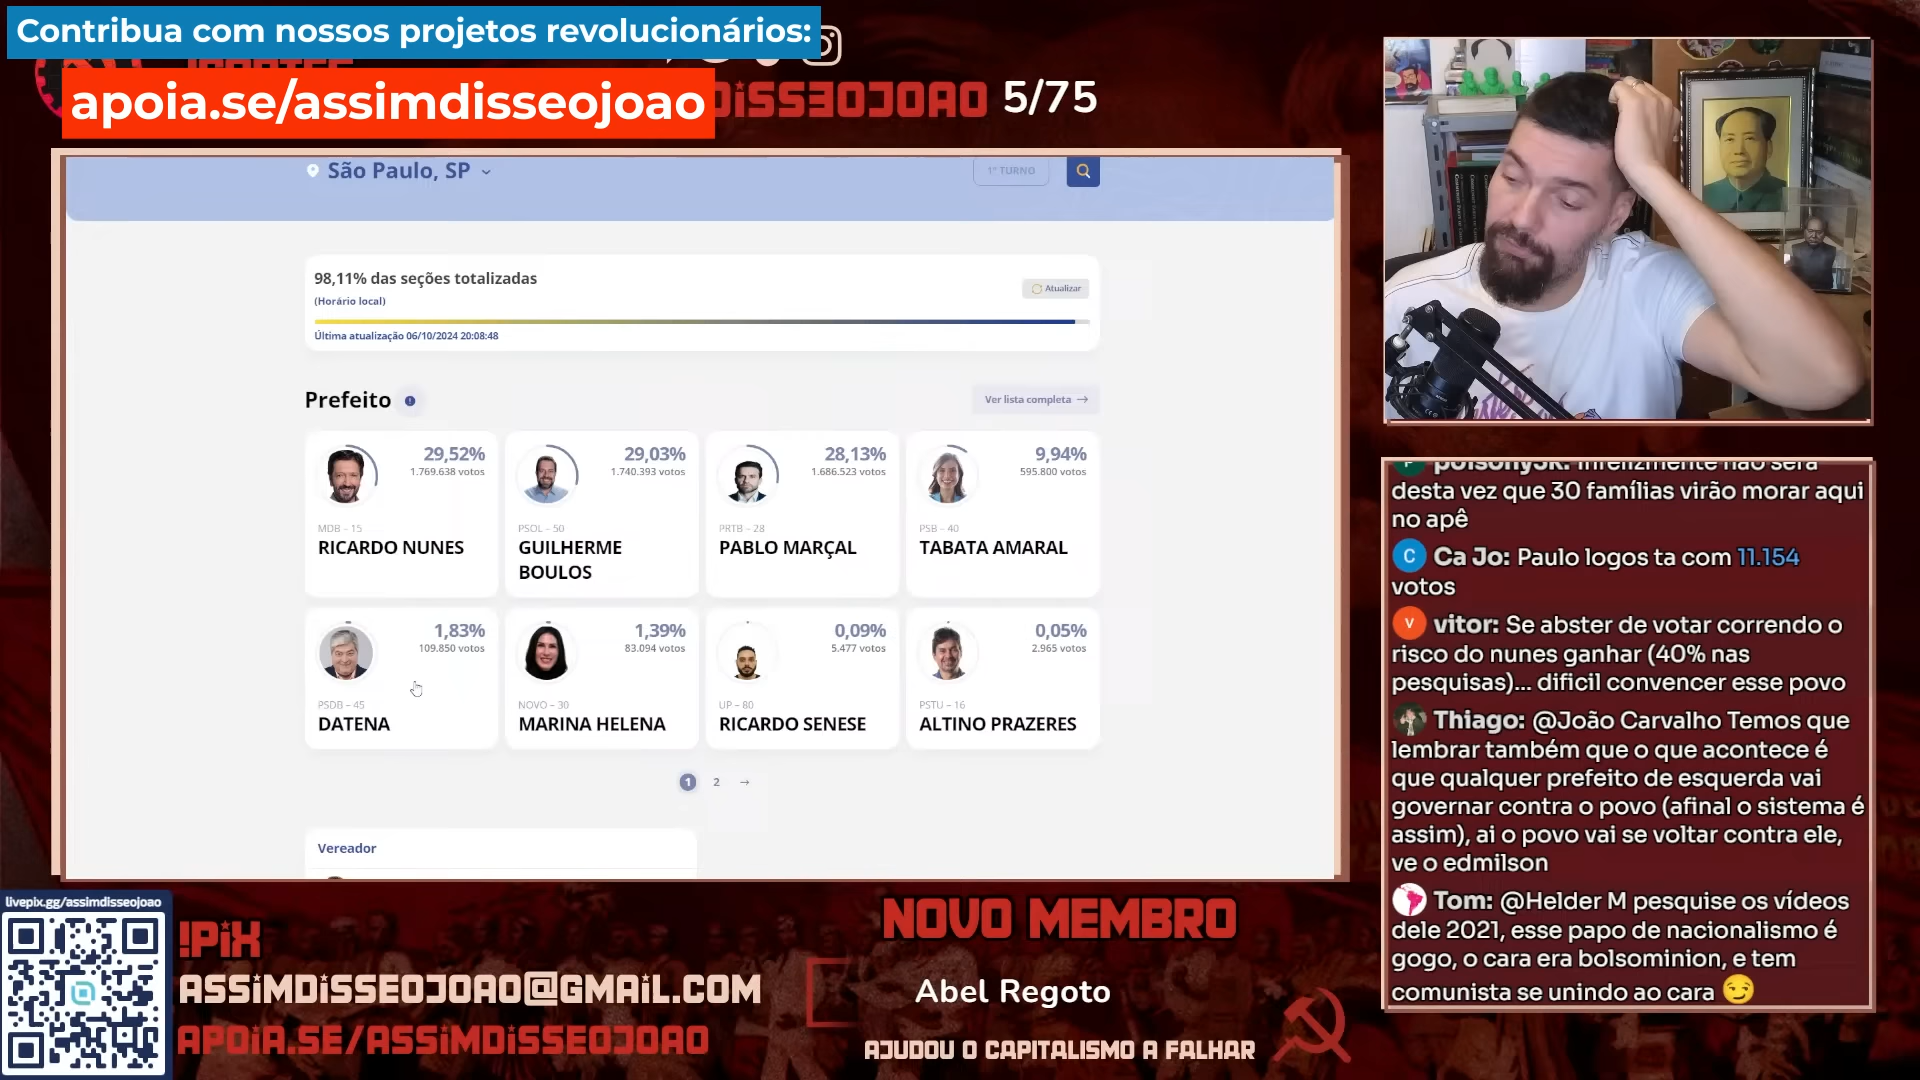 Contribua com nossos projetos revolucionários:
apoia.se/assimdisseojoao
DISSEOJOAO 5/75
São Paulo, SP
1º TURNO
98,11% das seções totalizadas
(Horário local)
Atualizar
Última atualização 06/10/2024 20:08:48
Prefeito
Ver lista completa →
29,52%
1.769.638 votos
MDB – 15
RICARDO NUNES
29,03%
1.740.393 votos
PSOL – 50
GUILHERME
BOULOS
28,13%
1.686.523 votos
PRTB – 28
PABLO MARÇAL
9,94%
595.800 votos
PSB – 40
TABATA AMARAL
1,83%
109.850 votos
PSDB – 45
DATENA
1,39%
83.094 votos
NOVO – 30
MARINA HELENA
0,09%
5.477 votos
UP – 80
RICARDO SENESE
0,05%
2.965 votos
PSTU – 16
ALTINO PRAZERES
1 2 →
Vereador
desta vez que 30 famílias virão morar aqui
no apê
C Ca Jo: Paulo logos ta com 11.154
votos
v vitor: Se abster de votar correndo o
risco do nunes ganhar (40% nas
pesquisas)... dificil convencer esse povo
Thiago: @João Carvalho Temos que
lembrar também que o que acontece é
que qualquer prefeito de esquerda vai
governar contra o povo (afinal o sistema é
assim), ai o povo vai se voltar contra ele,
ve o edmilson
Tom: @Helder M pesquise os vídeos
dele 2021, esse papo de nacionalismo é
gogo, o cara era bolsominion, e tem
comunista se unindo ao cara 😏
livepix.gg/assimdisseojoao
!PIX
ASSIMDISSEOJOAO@GMAIL.COM
APOIA.SE/ASSIMDISSEOJOAO
NOVO MEMBRO
Abel Regoto
AJUDOU O CAPITALISMO A FALHAR